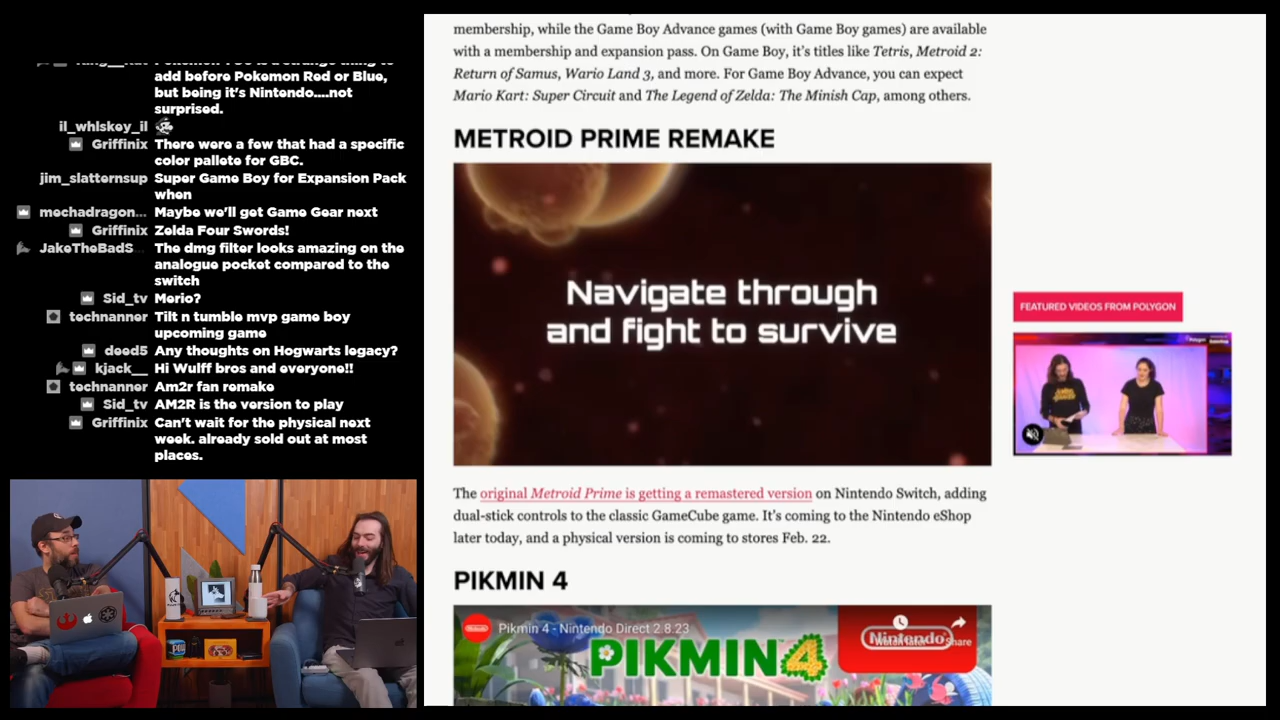 add before Pokemon Red or Blue,
but being it's Nintendo....not
surprised.
il_whlskey_il
Griffinix There were a few that had a specific
color pallete for GBC.
jim_slatternsup Super Game Boy for Expansion Pack
when
mechadragon... Maybe we'll get Game Gear next
Griffinix Zelda Four Swords!
JakeTheBadS... The dmg filter looks amazing on the
analogue pocket compared to the
switch
Sid_tv Merio?
technanner Tilt n tumble mvp game boy
upcoming game
deed5 Any thoughts on Hogwarts legacy?
kjack__ Hi Wulff bros and everyone!!
technanner Am2r fan remake
Sid_tv AM2R is the version to play
Griffinix Can't wait for the physical next
week. already sold out at most
places.
membership, while the Game Boy Advance games (with Game Boy games) are available
with a membership and expansion pass. On Game Boy, it's titles like Tetris, Metroid 2:
Return of Samus, Wario Land 3, and more. For Game Boy Advance, you can expect
Mario Kart: Super Circuit and The Legend of Zelda: The Minish Cap, among others.
METROID PRIME REMAKE
Navigate through
and fight to survive
The original Metroid Prime is getting a remastered version on Nintendo Switch, adding
dual-stick controls to the classic GameCube game. It's coming to the Nintendo eShop
later today, and a physical version is coming to stores Feb. 22.
PIKMIN 4
Pikmin 4 - Nintendo Direct 2.8.23
PIKMIN 4
Nintendo
Watch later Share
FEATURED VIDEOS FROM POLYGON
Polygon